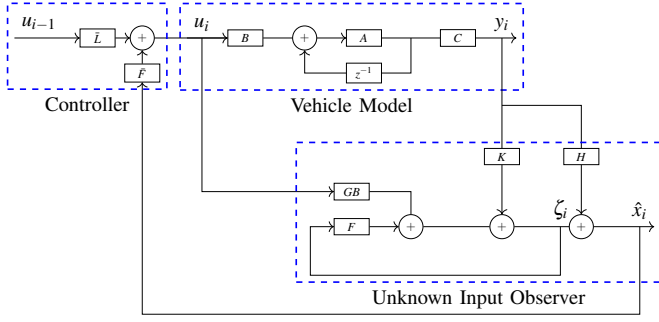 u_{i−1}
L̄
+
F̄
Controller
u_i
B
+
A
z^{−1}
C
y_i
Vehicle Model
K
H
GB
F
+
+
ζ_i
+
x̂_i
Unknown Input Observer